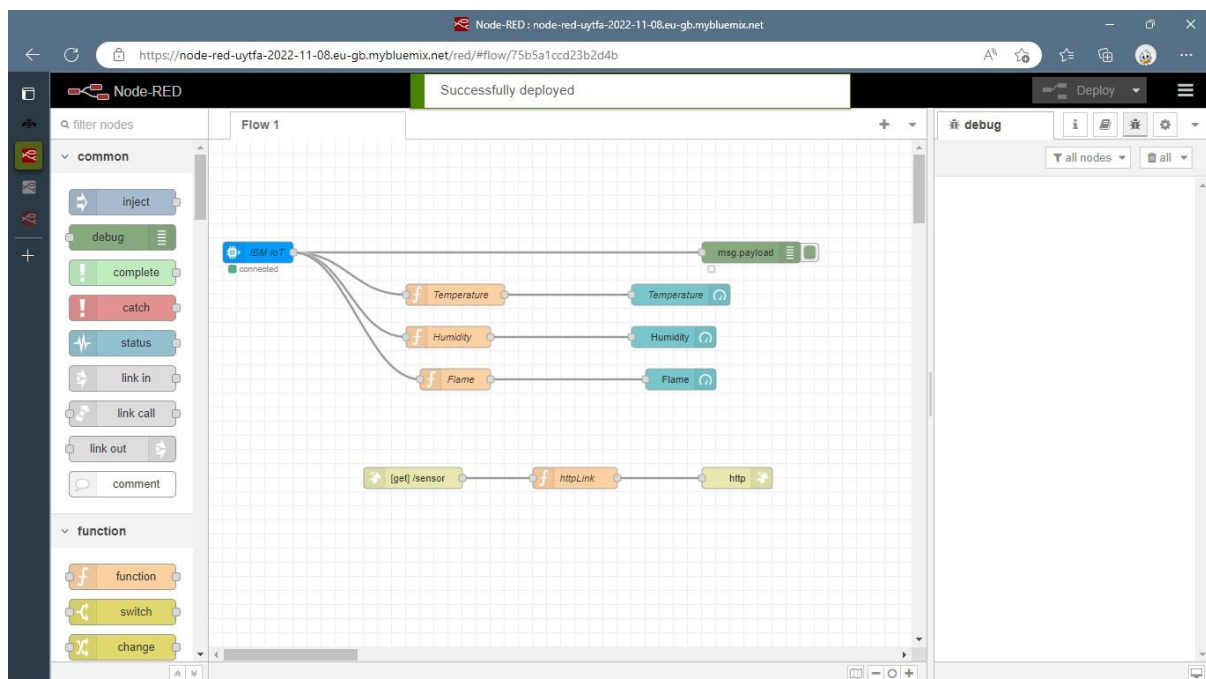 Node-RED : node-red-uytfa-2022-11-08.eu-gb.mybluemix.net
https://node-red-uytfa-2022-11-08.eu-gb.mybluemix.net/red/#flow/75b5a1ccd23b2d4b
Node-RED
Successfully deployed
Deploy
filter nodes
Flow 1
debug
i
all nodes
all
common
inject
debug
complete
catch
status
link in
link call
link out
comment
function
function
switch
change
IBM IoT
connected
msg.payload
Temperature
Temperature
Humidity
Humidity
Flame
Flame
[get] /sensor
httpLink
http